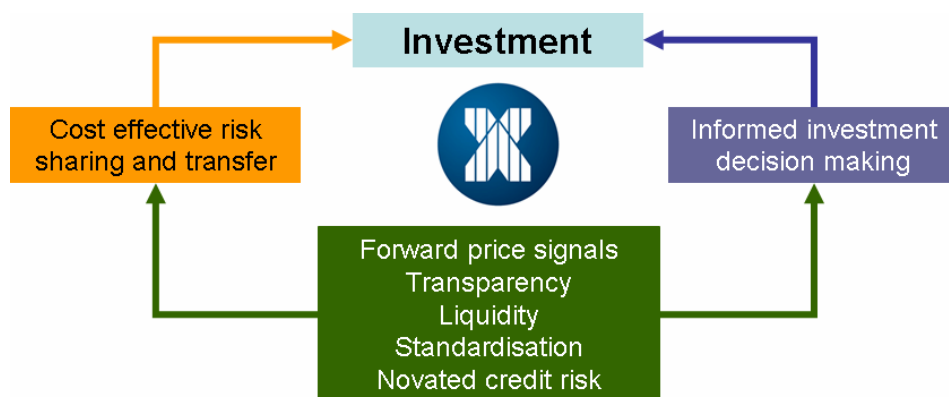 Investment
Cost effective risk
sharing and transfer
Informed investment
decision making
Forward price signals
Transparency
Liquidity
Standardisation
Novated credit risk